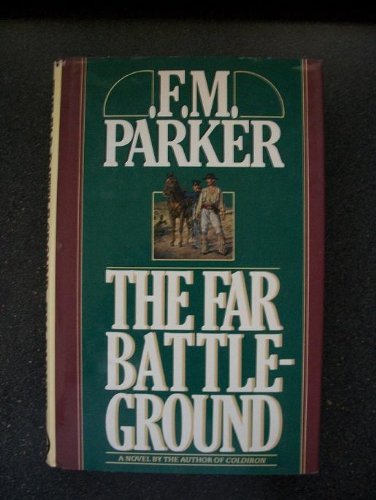 F.M.
PARKER
THE FAR
BATTLE-
GROUND
A NOVEL BY THE AUTHOR OF COLDIRON